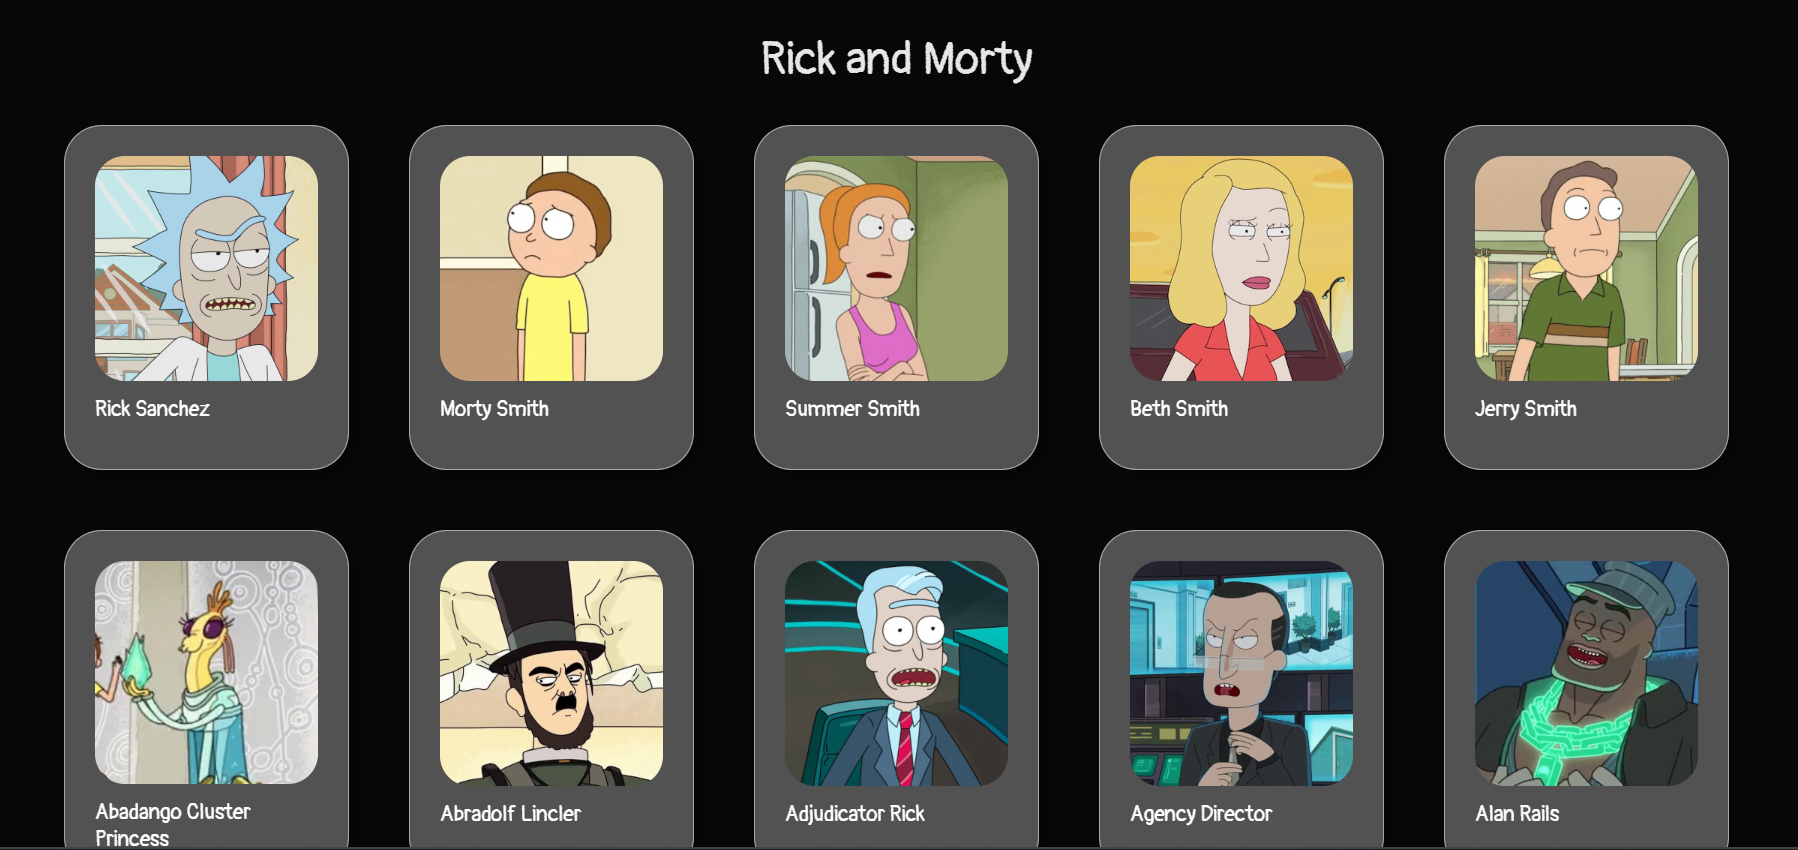 Rick and Morty
Rick Sanchez
Morty Smith
Summer Smith
Beth Smith
Jerry Smith
Abadango Cluster
Princess
Abradolf Lincler
Adjudicator Rick
Agency Director
Alan Rails